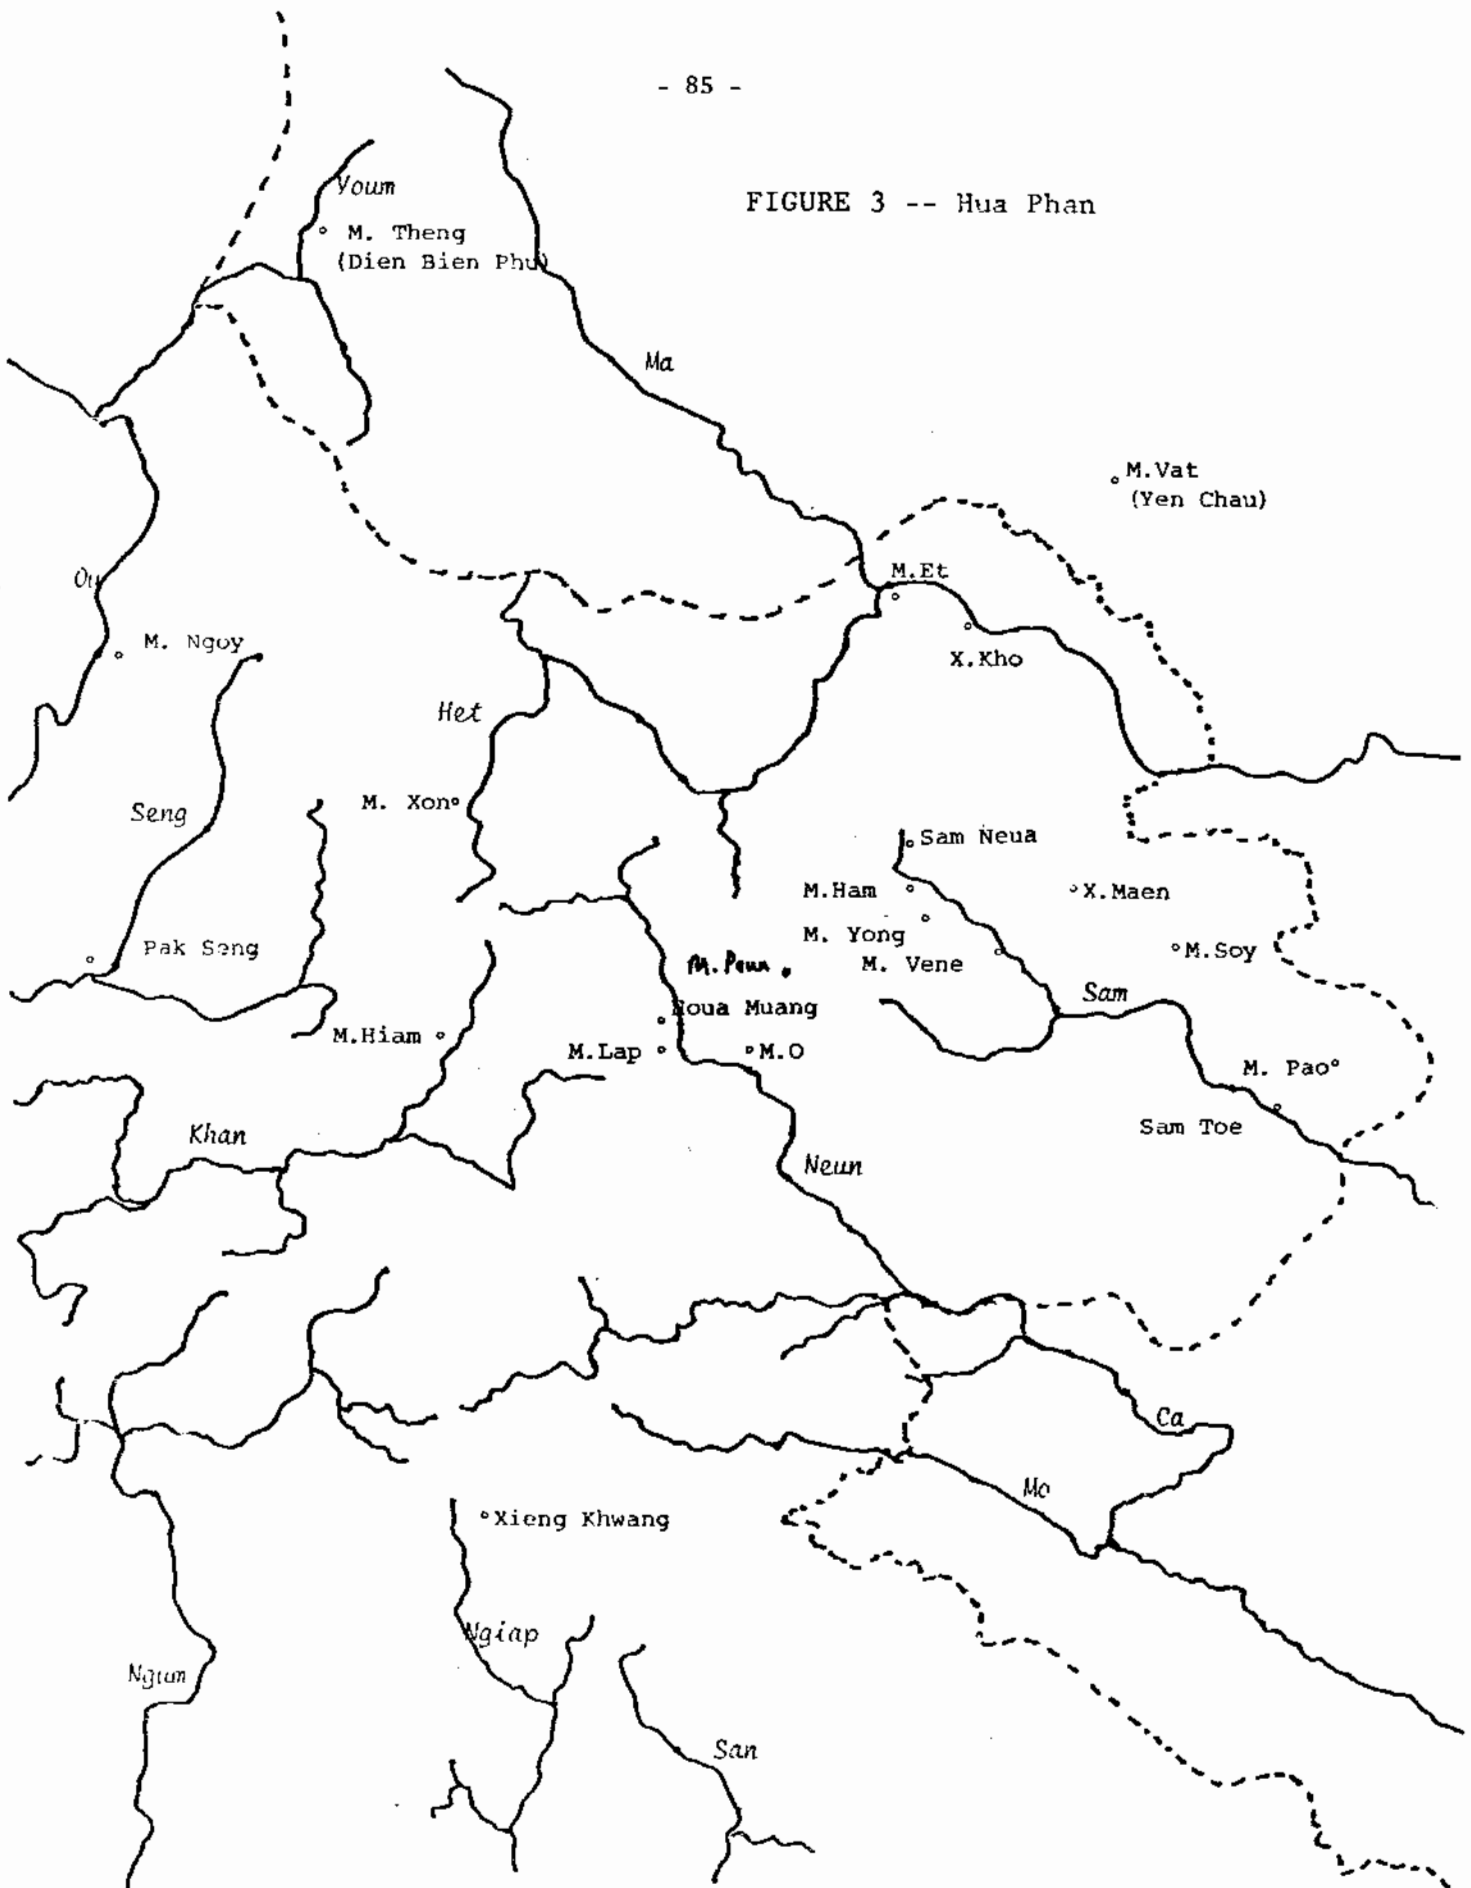 - 85 -
FIGURE 3 -- Hua Phan
Youm
M. Theng
(Dien Bien Phu)
Ma
M.Vat
(Yen Chau)
Ou
M.Et
M. Ngoy
X.Kho
Het
M. Xon
Seng
Sam Neua
M.Ham
X.Maen
M. Yong
Pak Seng
M.Soy
M. Vene
M. Peun
Sam
Houa Muang
M.Hiam
M.Lap
M.O
M. Pao
Sam Toe
Khan
Neun
Ca
Mo
Xieng Khwang
Ngiap
Ngum
San